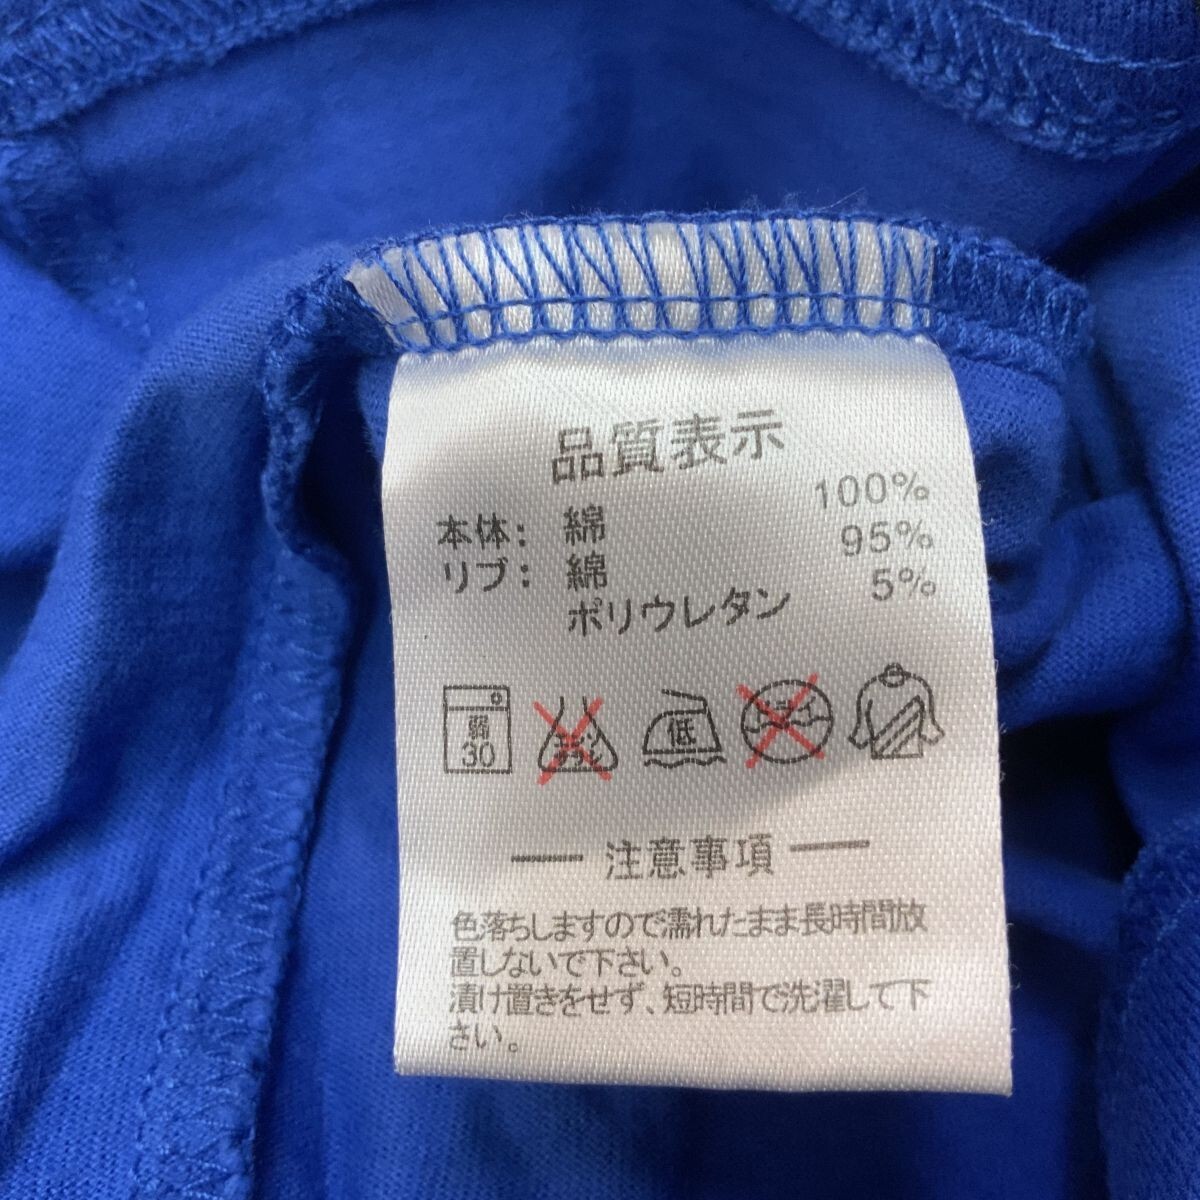 品質表示
本体: 綿 100%
リブ: 綿 95%
ポリウレタン 5%
弱 30 低 ドライ
注意事項
色落ちしますので濡れたまま長時間放
置しないで下さい。
漬け置きをせず、短時間で洗濯して下
さい。